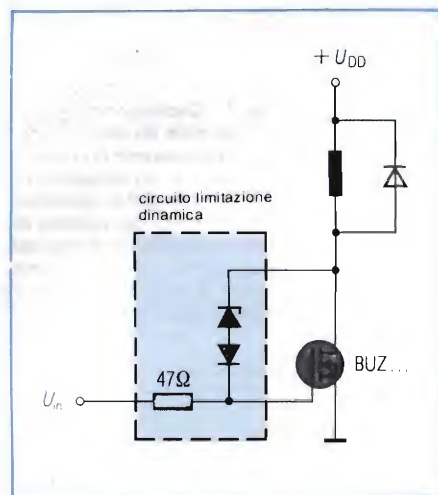 + U_DD
circuito limitazione
dinamica
47Ω
BUZ...
U_in